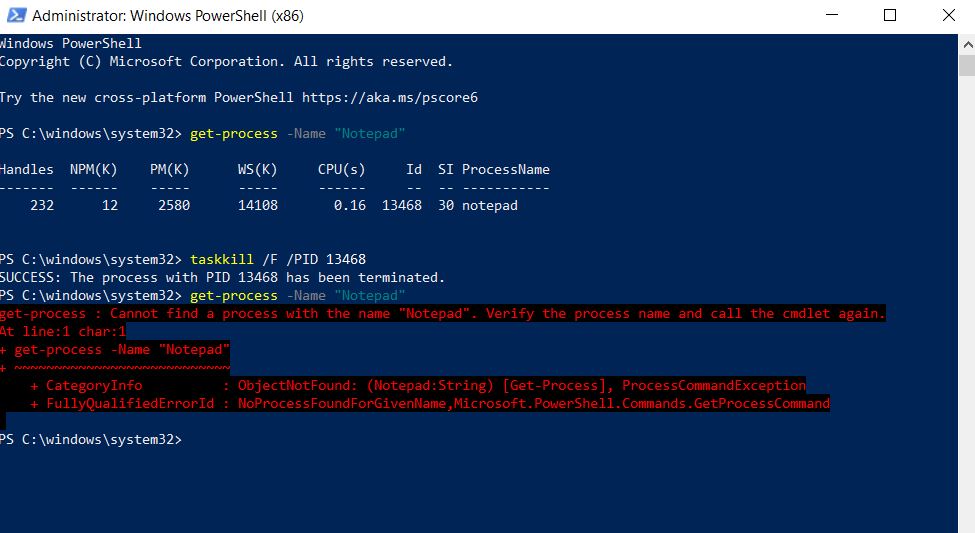 Administrator: Windows PowerShell (x86)
Windows PowerShell
Copyright (C) Microsoft Corporation. All rights reserved.
Try the new cross-platform PowerShell https://aka.ms/pscore6
PS C:\windows\system32> get-process -Name "Notepad"
Handles  NPM(K)    PM(K)      WS(K)     CPU(s)     Id  SI ProcessName
-------  ------    -----      -----     ------     --  -- -----------
    232      12     2580      14108       0.16  13468  30 notepad
PS C:\windows\system32> taskkill /F /PID 13468
SUCCESS: The process with PID 13468 has been terminated.
PS C:\windows\system32> get-process -Name "Notepad"
get-process : Cannot find a process with the name "Notepad". Verify the process name and call the cmdlet again.
At line:1 char:1
+ get-process -Name "Notepad"
+ ~~~~~~~~~~~~~~~~~~~~~~~~~~~
    + CategoryInfo          : ObjectNotFound: (Notepad:String) [Get-Process], ProcessCommandException
    + FullyQualifiedErrorId : NoProcessFoundForGivenName,Microsoft.PowerShell.Commands.GetProcessCommand
PS C:\windows\system32>